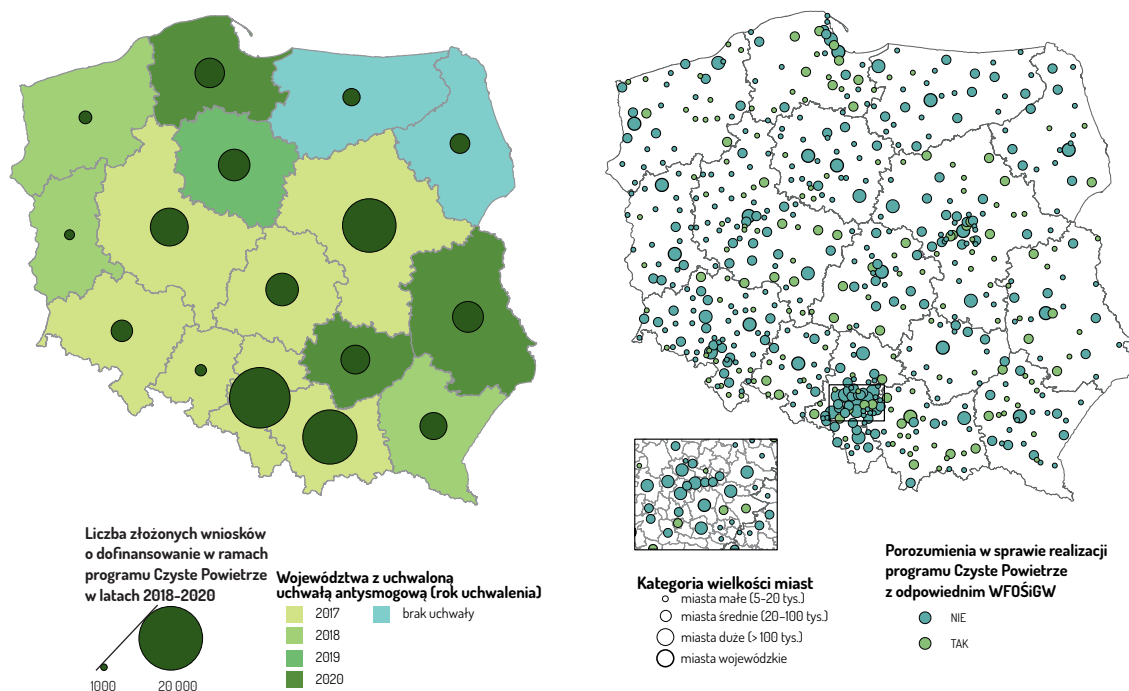 Liczba złożonych wniosków
o dofinansowanie w ramach
programu Czyste Powietrze
w latach 2018-2020
1000
20 000
Województwa z uchwaloną
uchwałą antysmogową (rok uchwalenia)
2017
2018
2019
2020
brak uchwały
Kategoria wielkości miast
miasta małe (5-20 tys.)
miasta średnie (20-100 tys.)
miasta duże (> 100 tys.)
miasta wojewódzkie
Porozumienia w sprawie realizacji
programu Czyste Powietrze
z odpowiednim WFOŚiGW
NIE
TAK